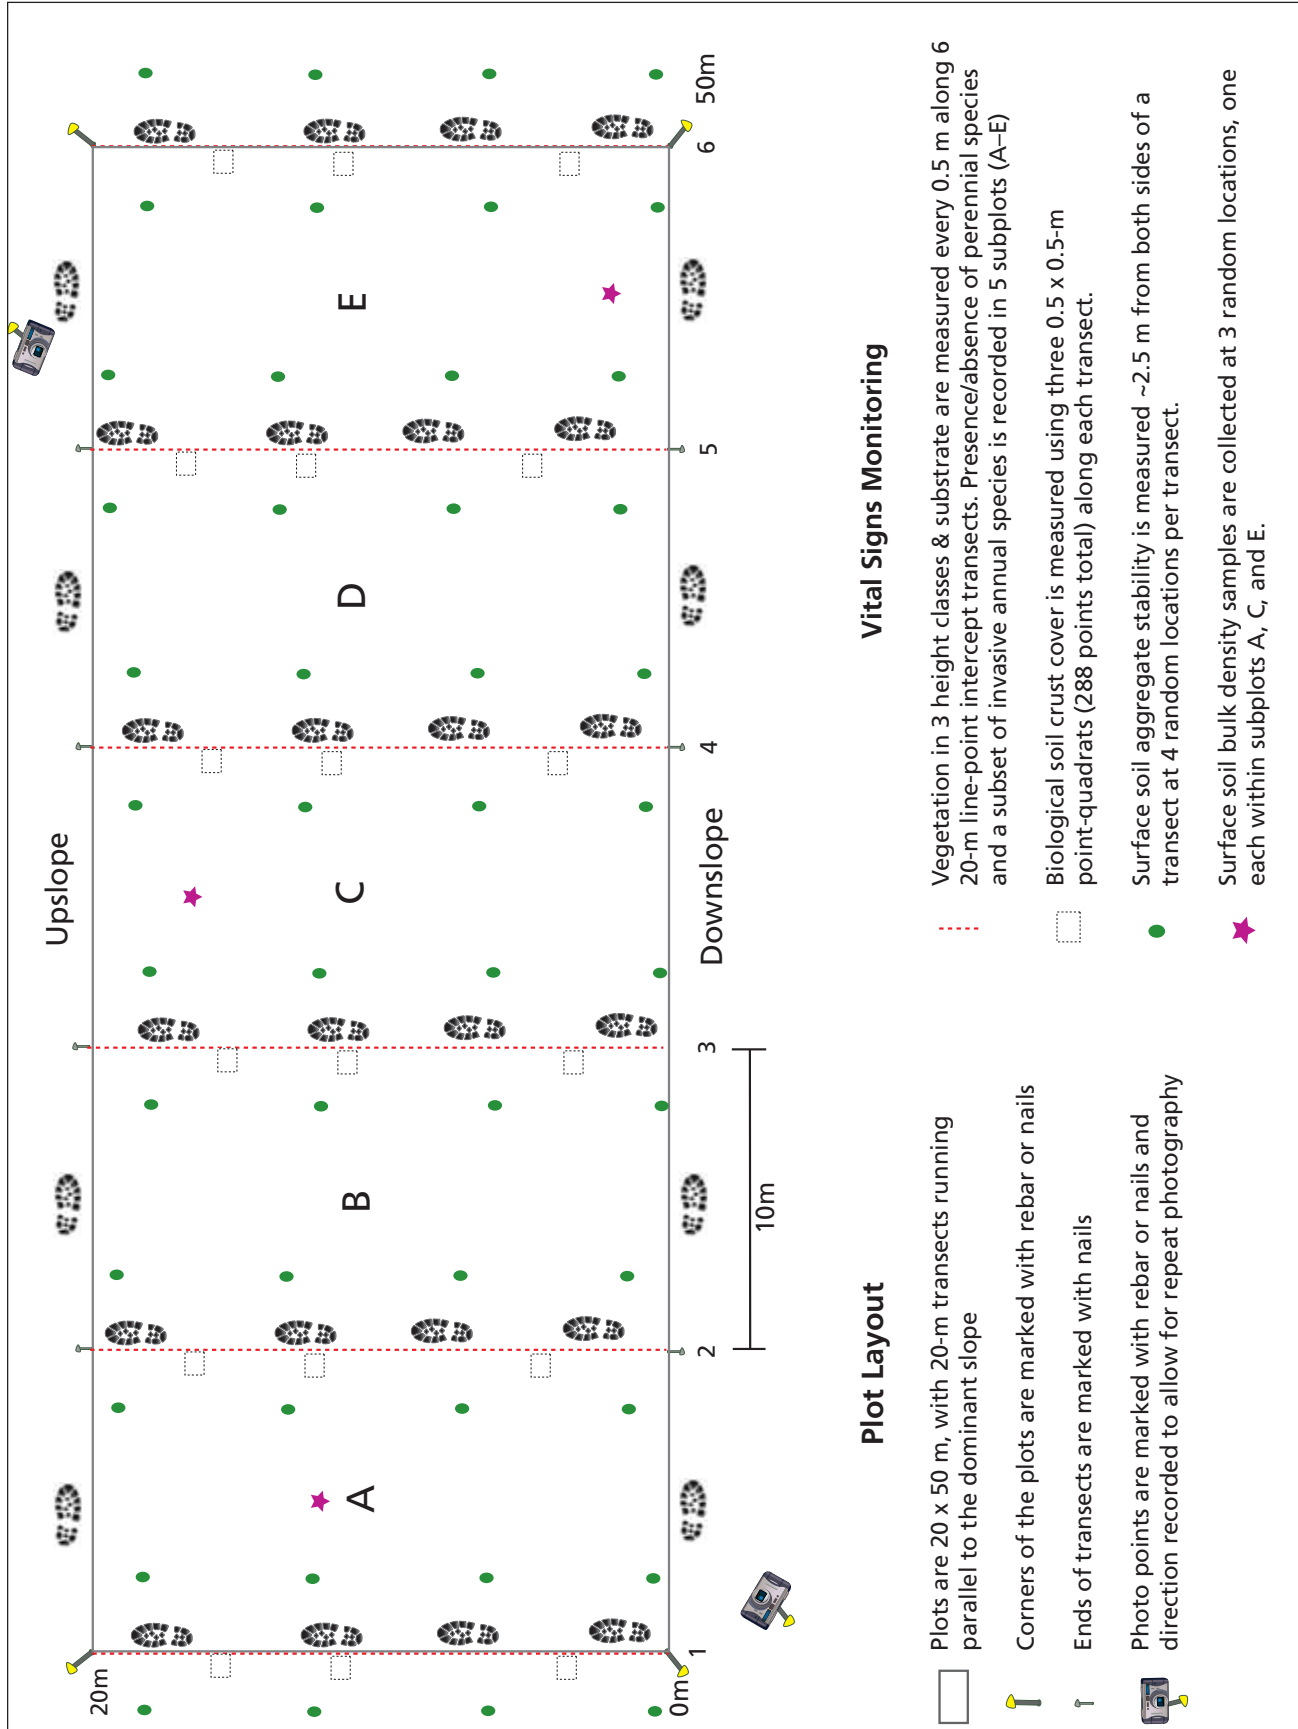 Upslope
20m
A
B
C
D
E
0m
1
2
3
4
5
6
50m
Downslope
10m
Plot Layout
Plots are 20 x 50 m, with 20-m transects running
parallel to the dominant slope
Corners of the plots are marked with rebar or nails
Ends of transects are marked with nails
Photo points are marked with rebar or nails and
direction recorded to allow for repeat photography
Vital Signs Monitoring
Vegetation in 3 height classes & substrate are measured every 0.5 m along 6
20-m line-point intercept transects. Presence/absence of perennial species
and a subset of invasive annual species is recorded in 5 subplots (A–E)
Biological soil crust cover is measured using three 0.5 x 0.5-m
point-quadrats (288 points total) along each transect.
Surface soil aggregate stability is measured ~2.5 m from both sides of a
transect at 4 random locations per transect.
Surface soil bulk density samples are collected at 3 random locations, one
each within subplots A, C, and E.